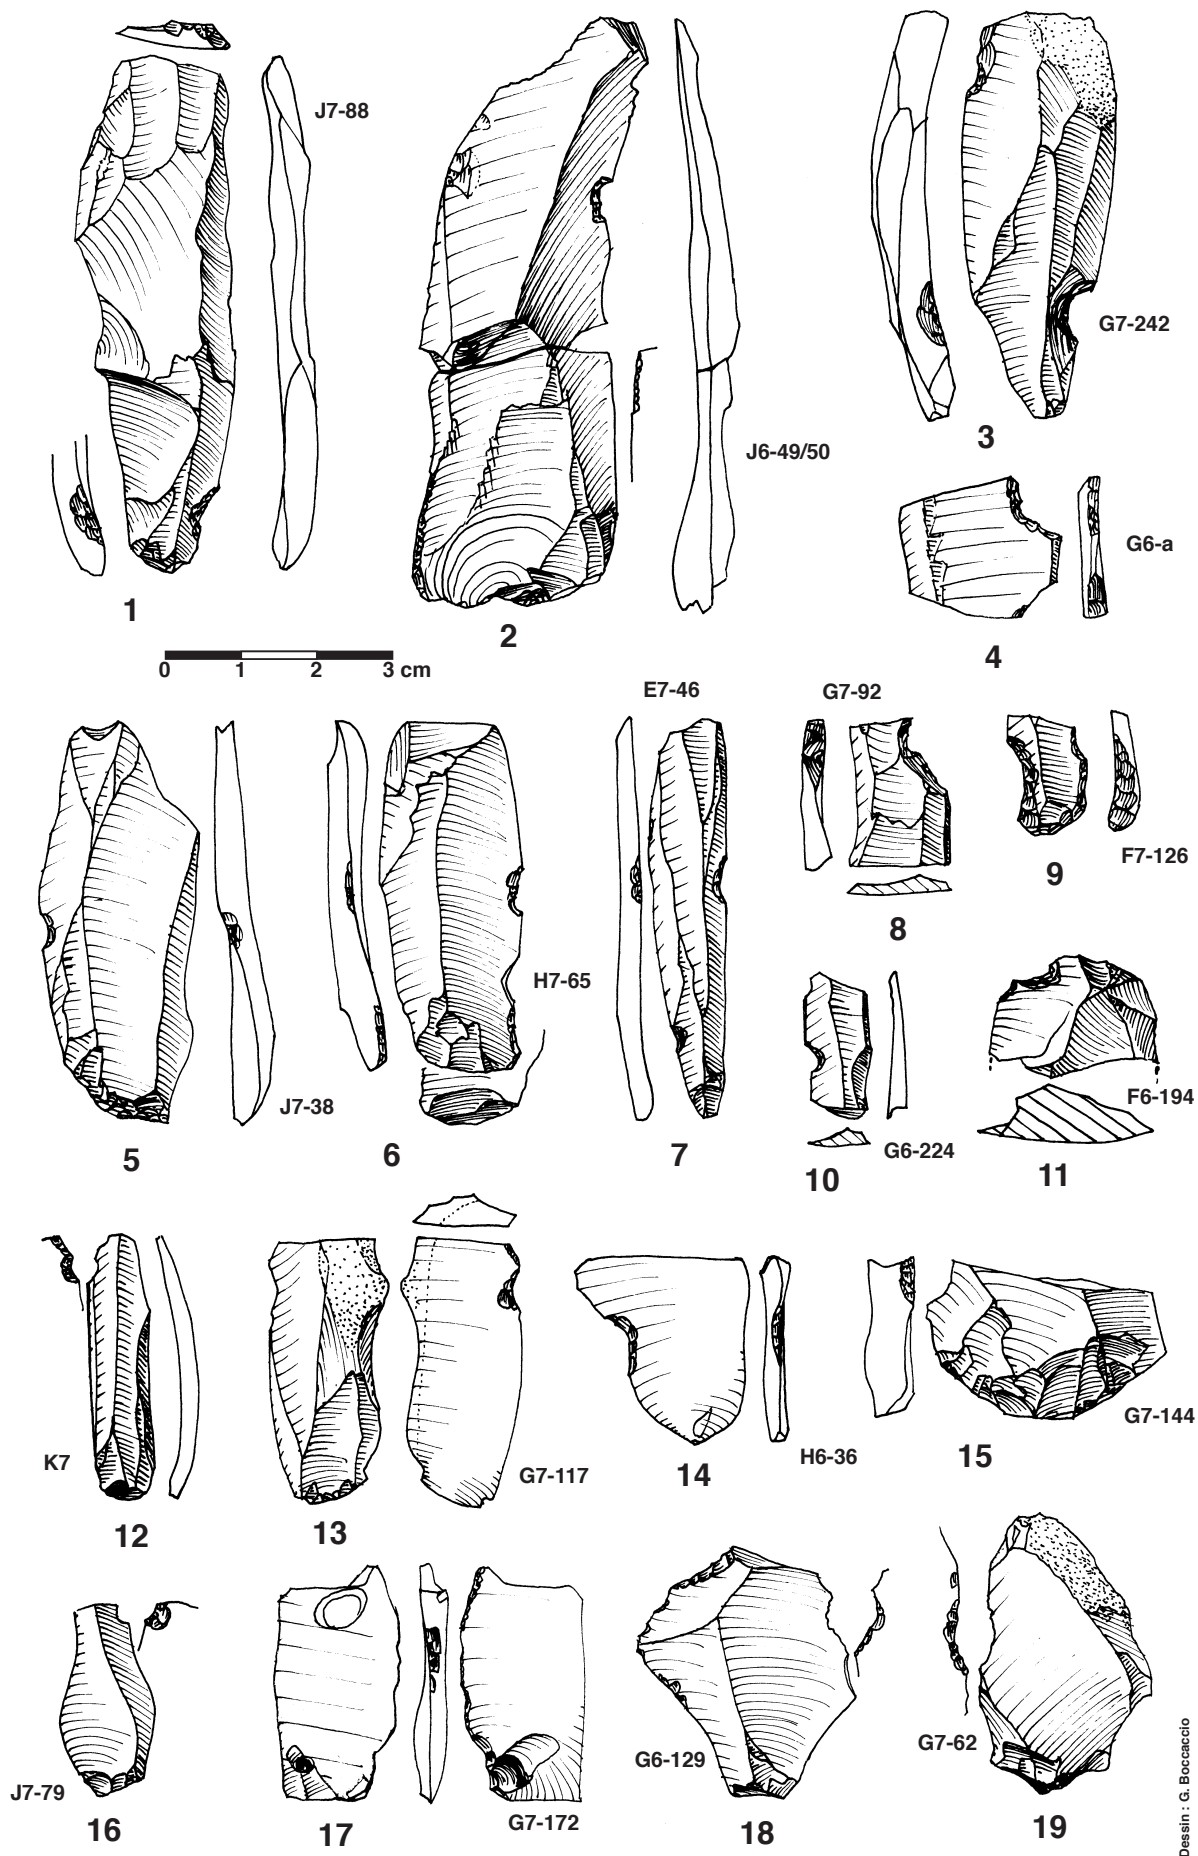 J7-88
G7-242
3
J6-49/50
G6-a
1
2
4
0 1 2 3 cm
E7-46
G7-92
F7-126
9
8
H7-65
J7-38
G6-224
F6-194
5
6
7
10
11
K7
G7-117
H6-36
G7-144
12
13
14
15
J7-79
G7-172
G6-129
G7-62
16
17
18
19
Dessin : G. Boccaccio